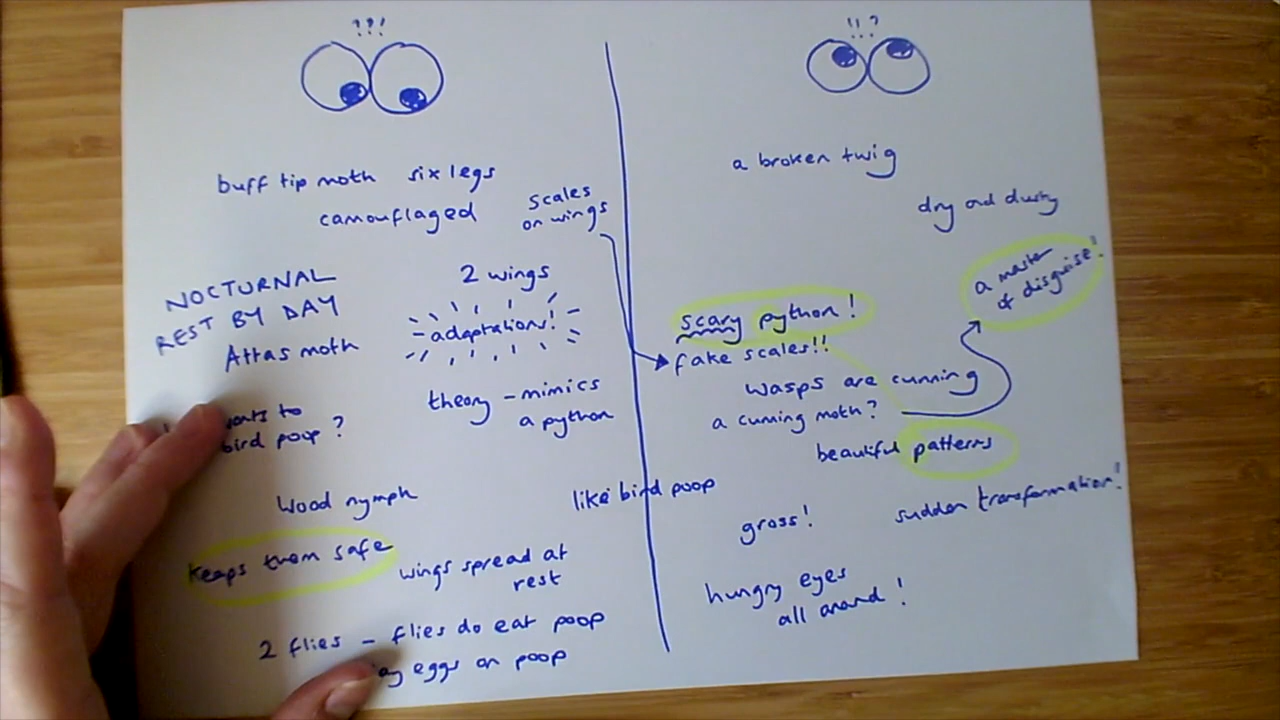 ??!
buff tip moth six legs
camouflaged
scales
on wings
NOCTURNAL
REST BY DAY
2 wings
- adaptations! -
Attas moth
theory - mimics
a python
to
bird poop ?
Wood nymph
like bird poop
keeps them safe
wings spread at
rest
2 flies - flies do eat poop
eggs on poop
!!?
a broken twig
dry and dusty
a master
of disguise!
scary python!
fake scales!!
wasps are cunning
a cunning moth?
beautiful patterns
gross!
sudden transformation!
hungry eyes
all around!